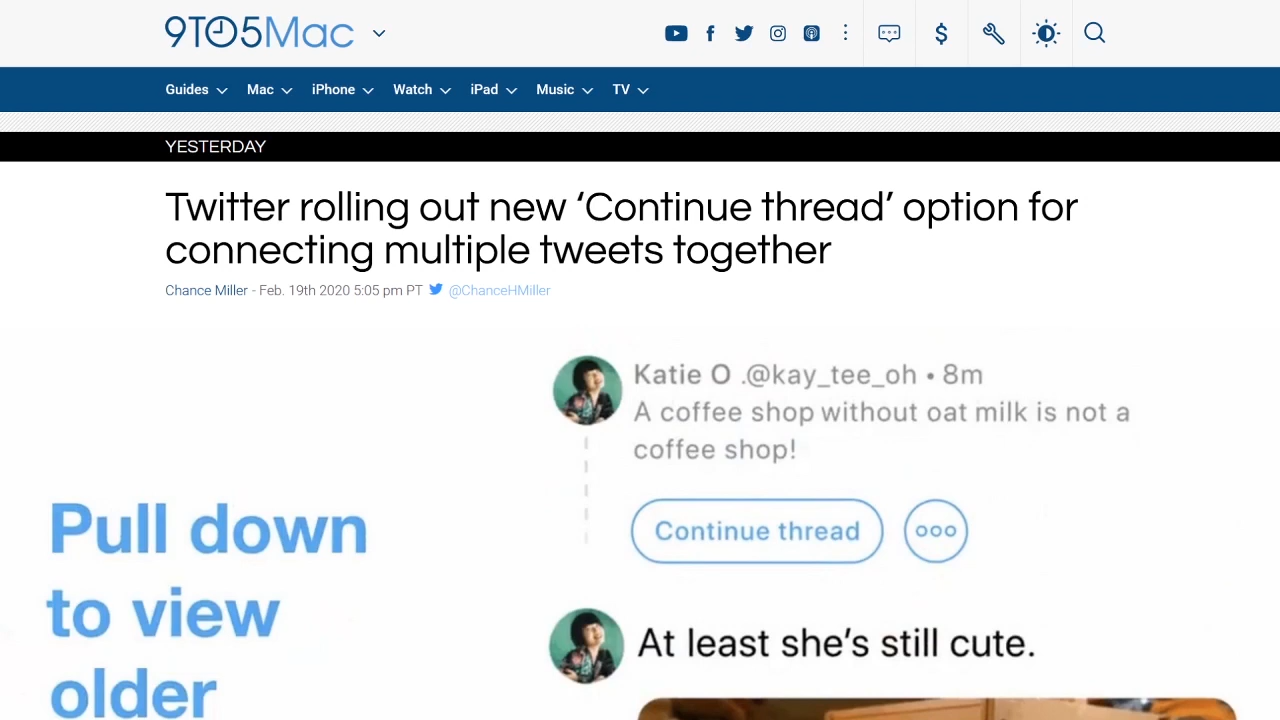 9TO5Mac
Guides Mac iPhone Watch iPad Music TV
YESTERDAY
Twitter rolling out new ‘Continue thread’ option for
connecting multiple tweets together
Chance Miller - Feb. 19th 2020 5:05 pm PT @ChanceHMiller
Katie O .@kay_tee_oh • 8m
A coffee shop without oat milk is not a
coffee shop!
Continue thread
At least she’s still cute.
Pull down
to view
older